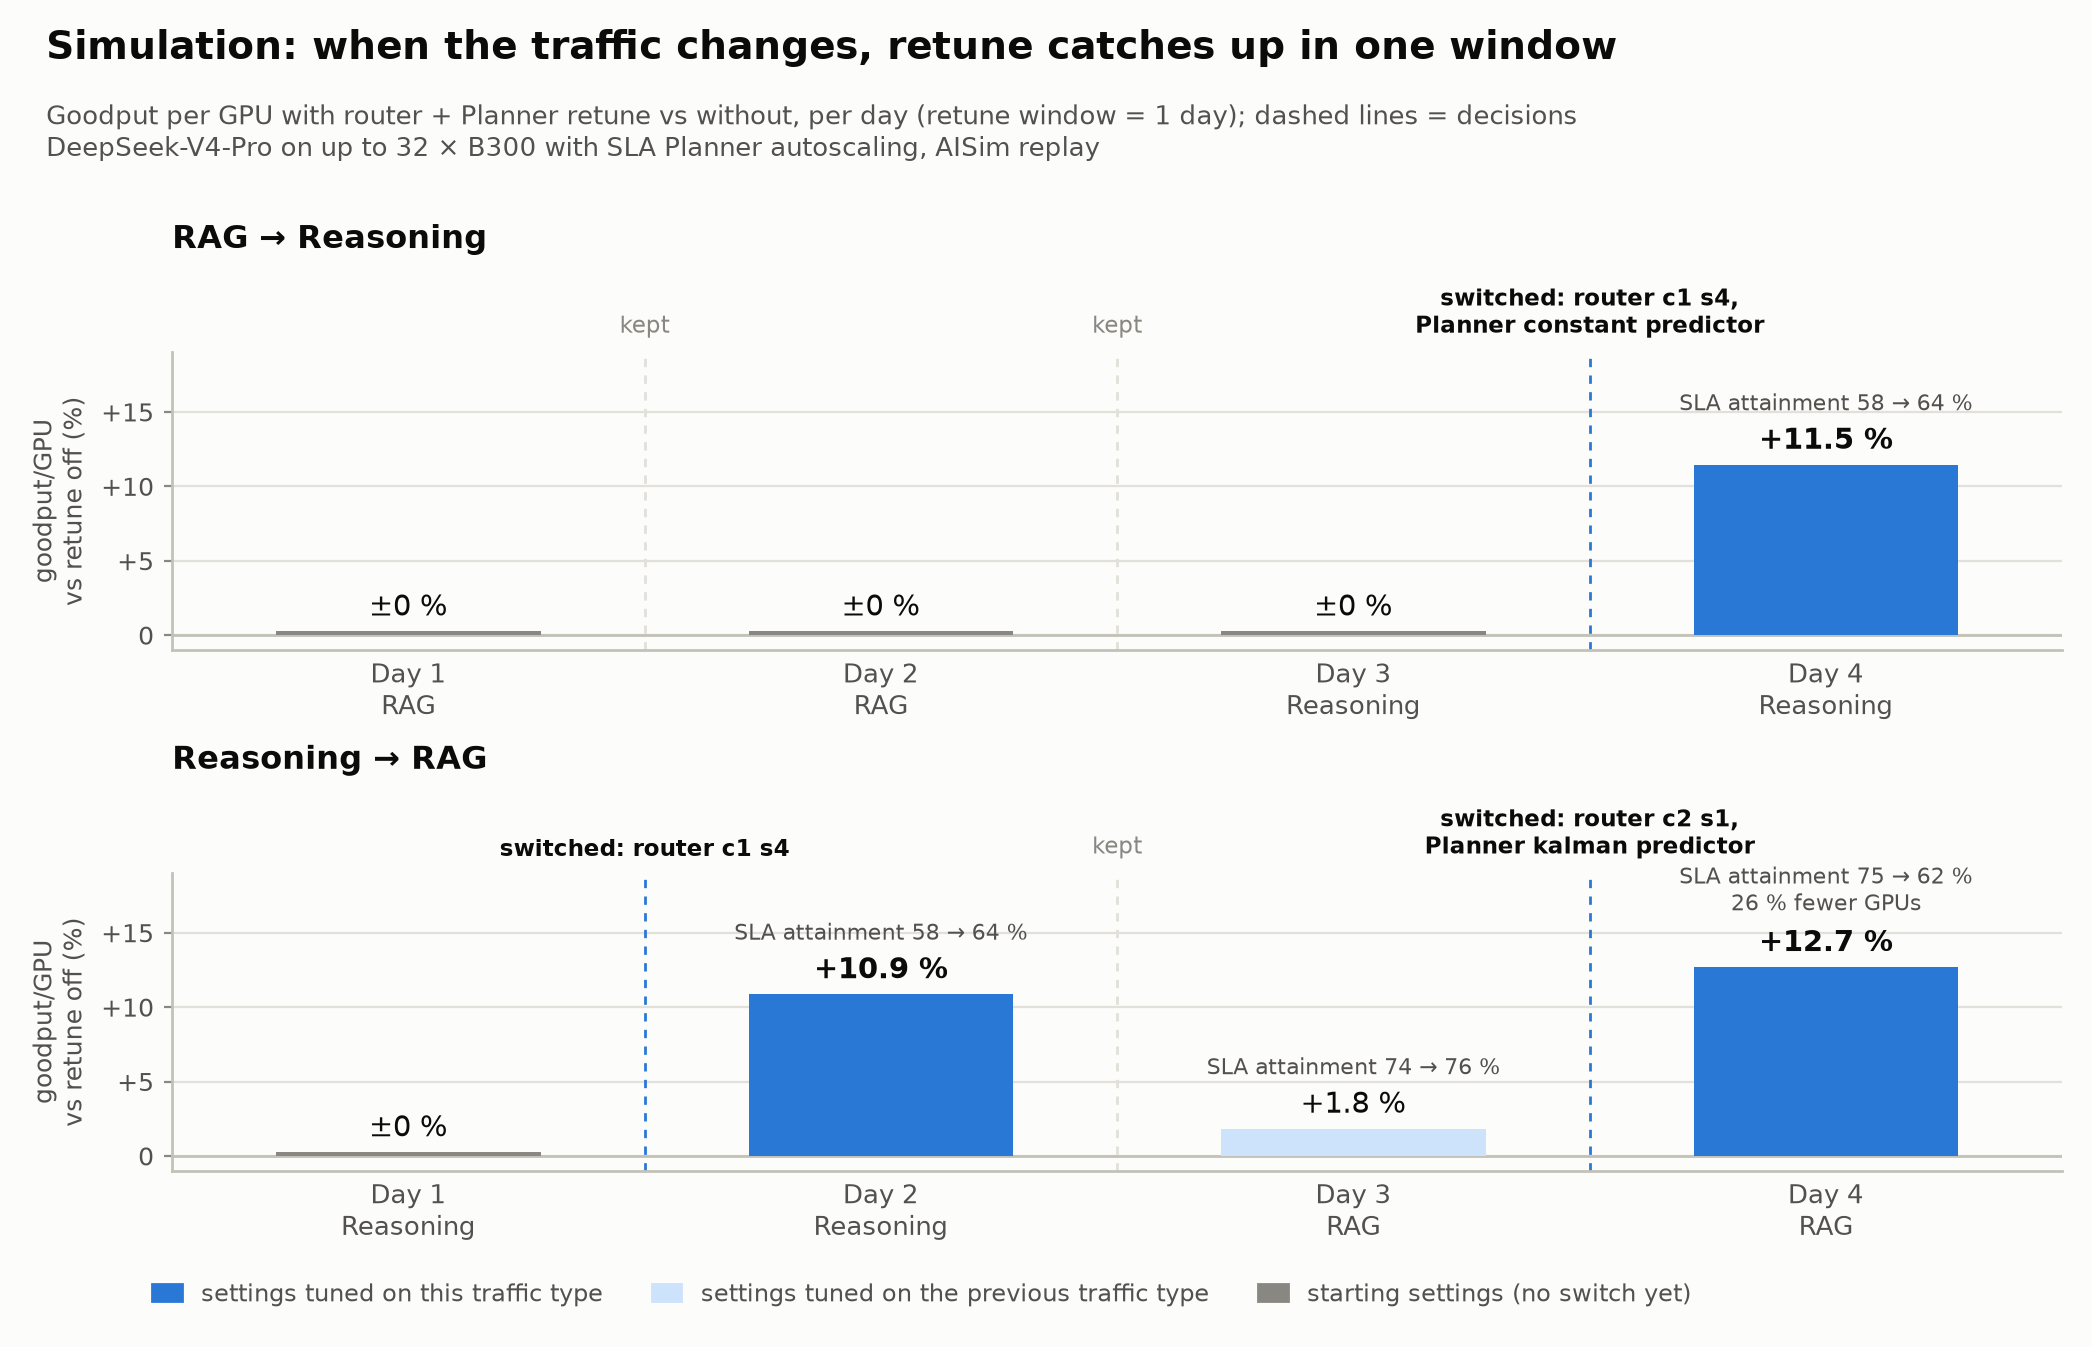 Simulation: when the traffic changes, retune catches up in one window
Goodput per GPU with router + Planner retune vs without, per day (retune window = 1 day); dashed lines = decisions
DeepSeek-V4-Pro on up to 32 × B300 with SLA Planner autoscaling, AISim replay
RAG → Reasoning
switched: router c1 s4,
kept
kept
Planner constant predictor
goodput/GPU
vs retune off (%)
+15
+10
+5
0
SLA attainment 58 → 64 %
+11.5 %
±0 %
±0 %
±0 %
Day 1
RAG
Day 2
RAG
Day 3
Reasoning
Day 4
Reasoning
Reasoning → RAG
switched: router c1 s4
kept
switched: router c2 s1,
Planner kalman predictor
goodput/GPU
vs retune off (%)
+15
+10
+5
0
±0 %
SLA attainment 58 → 64 %
+10.9 %
SLA attainment 74 → 76 %
+1.8 %
SLA attainment 75 → 62 %
26 % fewer GPUs
+12.7 %
Day 1
Reasoning
Day 2
Reasoning
Day 3
RAG
Day 4
RAG
settings tuned on this traffic type
settings tuned on the previous traffic type
starting settings (no switch yet)